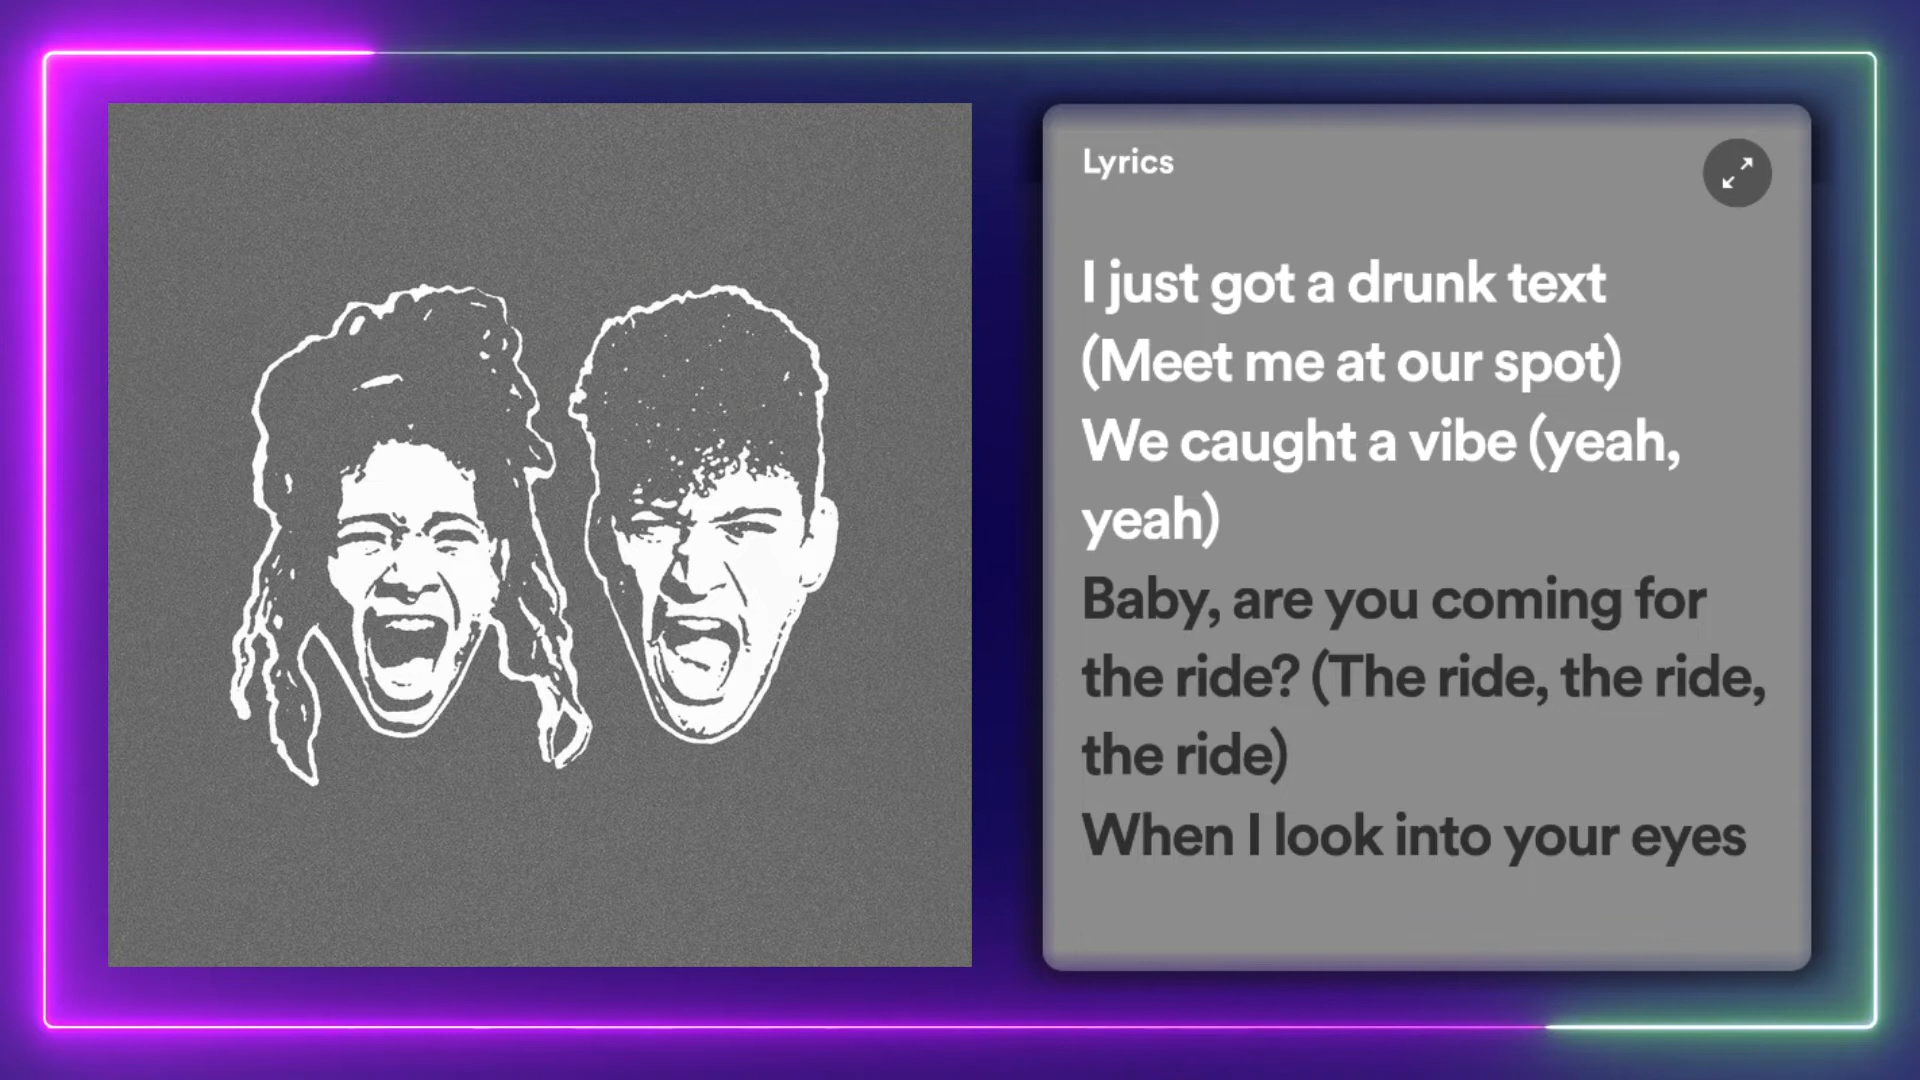 Lyrics
I just got a drunk text
(Meet me at our spot)
We caught a vibe (yeah,
yeah)
Baby, are you coming for
the ride? (The ride, the ride,
the ride)
When I look into your eyes